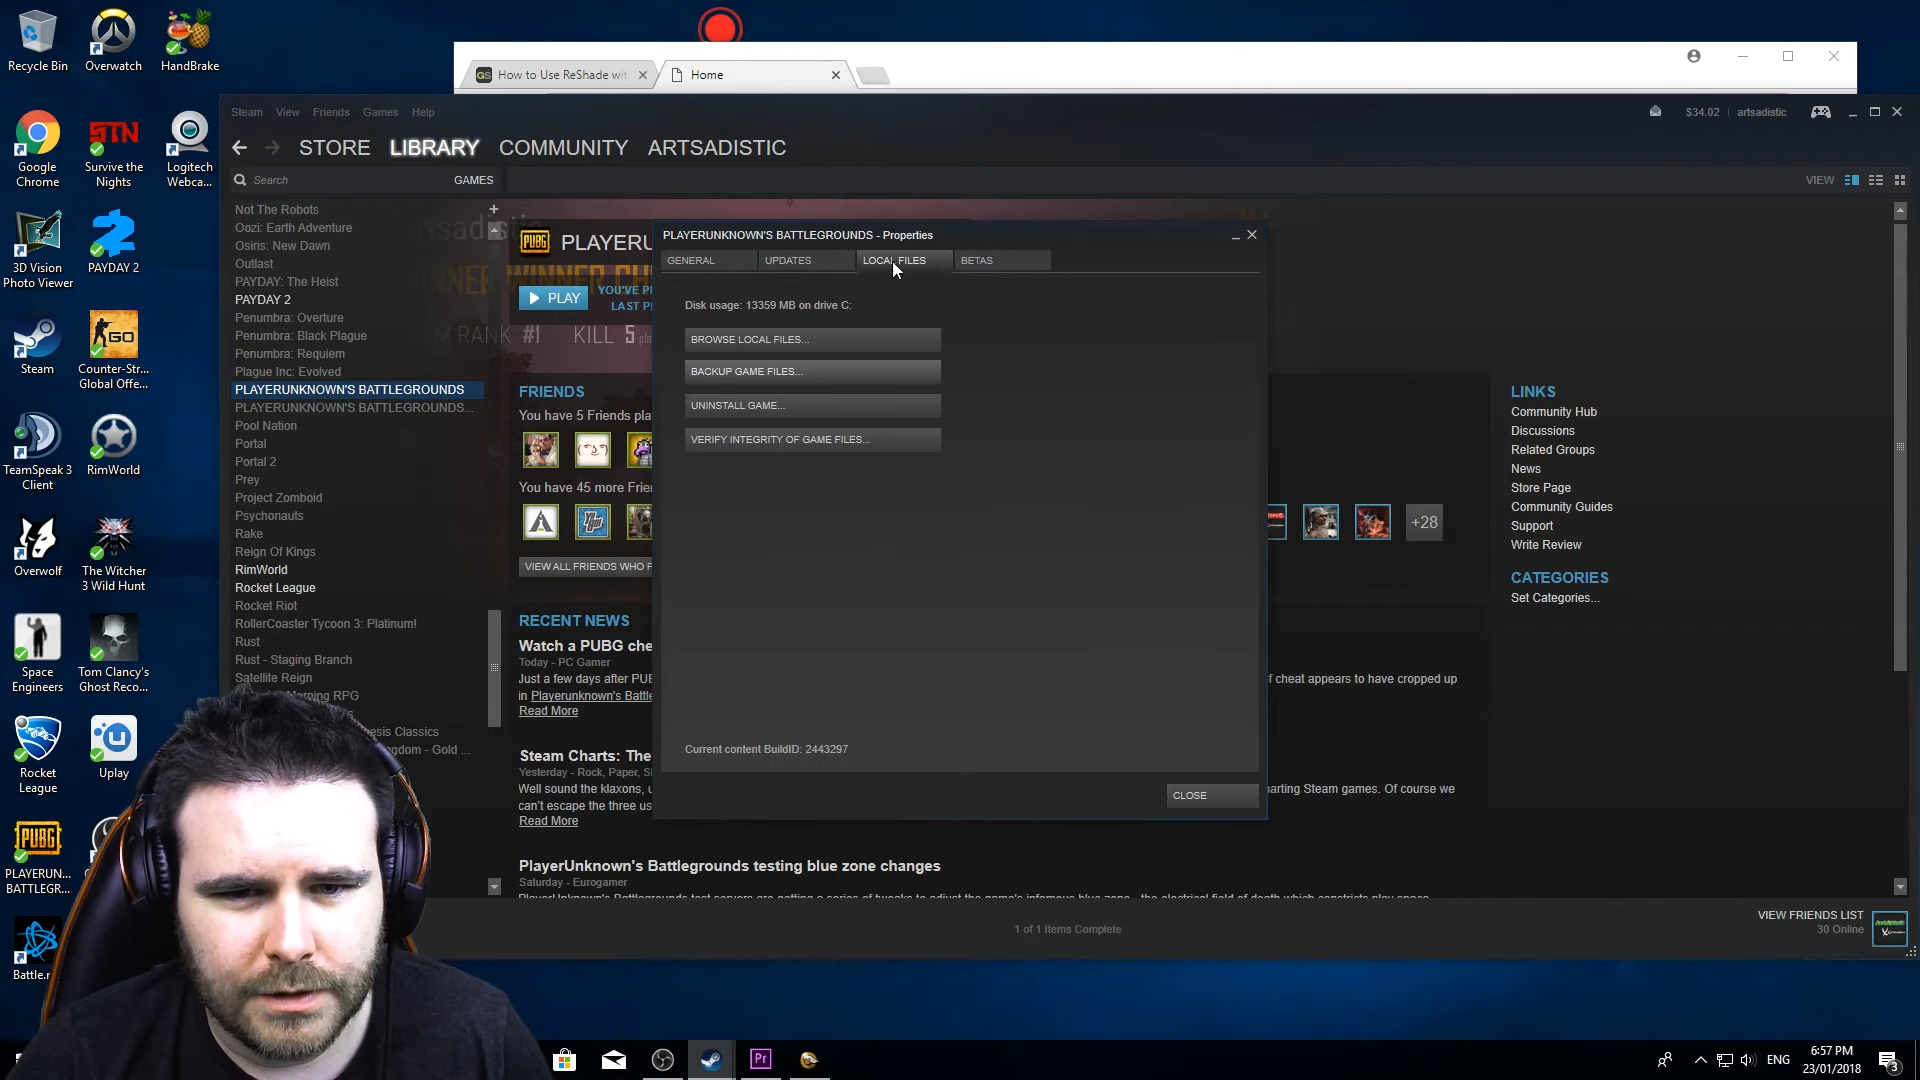 Recycle Bin
Overwatch
HandBrake
Google
Chrome
Survive the
Nights
Logitech
Webca...
3D Vision
Photo Viewer
PAYDAY 2
Steam
Counter-Str...
Global Offe...
TeamSpeak 3
Client
RimWorld
Overwolf
The Witcher
3 Wild Hunt
Space
Engineers
Tom Clancy's
Ghost Reco...
Rocket
League
Uplay
PLAYERUN...
BATTLEGR...
GS How to Use ReShade wit
Home
Steam View Friends Games Help
$34.02 artsadistic
STORE LIBRARY COMMUNITY ARTSADISTIC
Search GAMES
VIEW
Not The Robots
Oozi: Earth Adventure
Osiris: New Dawn
Outlast
PAYDAY: The Heist
PAYDAY 2
Penumbra: Overture
Penumbra: Black Plague
Penumbra: Requiem
Plague Inc: Evolved
PLAYERUNKNOWN'S BATTLEGROUNDS
PLAYERUNKNOWN'S BATTLEGROUNDS...
Pool Nation
Portal
Portal 2
Prey
Project Zomboid
Psychonauts
Rake
Reign Of Kings
RimWorld
Rocket League
Rocket Riot
RollerCoaster Tycoon 3: Platinum!
Rust
Rust - Staging Branch
Satellite Reign
PUBG
PLAY
#1 KILL 5
FRIENDS
You have 5 Friends pla
You have 45 more Frie
+28
VIEW ALL FRIENDS WHO
RECENT NEWS
Watch a PUBG che
Today - PC Gamer
Just a few days after PUB
in Playerunknown's Battle
f cheat appears to have cropped up
Read More
Steam Charts: The
Yesterday - Rock, Paper, S
Well sound the klaxons,
can't escape the three us
arting Steam games. Of course we
Read More
PlayerUnknown's Battlegrounds testing blue zone changes
Saturday - Eurogamer
PLAYERUNKNOWN'S BATTLEGROUNDS - Properties
GENERAL UPDATES LOCAL FILES BETAS
Disk usage: 13359 MB on drive C:
BROWSE LOCAL FILES...
BACKUP GAME FILES...
UNINSTALL GAME...
VERIFY INTEGRITY OF GAME FILES...
Current content BuildID: 2443297
CLOSE
LINKS
Community Hub
Discussions
Related Groups
News
Store Page
Community Guides
Support
Write Review
CATEGORIES
Set Categories...
1 of 1 Items Complete
VIEW FRIENDS LIST
30 Online
Pr
ENG
6:57 PM
23/01/2018
3